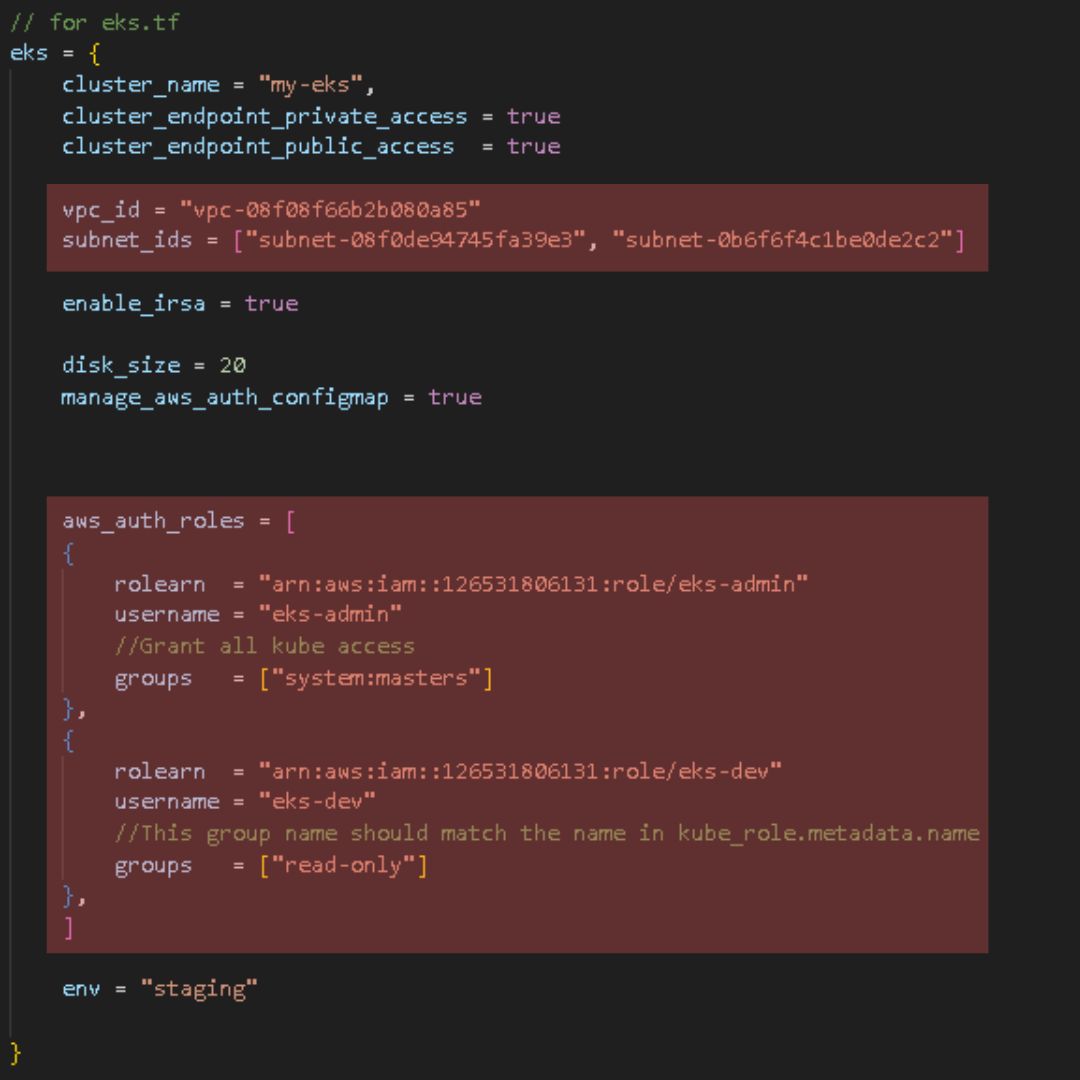 // for eks.tf
eks = {
    cluster_name = "my-eks",
    cluster_endpoint_private_access = true
    cluster_endpoint_public_access  = true
    vpc_id = "vpc-08f08f66b2b080a85"
    subnet_ids = ["subnet-08f0de94745fa39e3", "subnet-0b6f6f4c1be0de2c2"]
    enable_irsa = true
    disk_size = 20
    manage_aws_auth_configmap = true
    aws_auth_roles = [
    {
        rolearn  = "arn:aws:iam::126531806131:role/eks-admin"
        username = "eks-admin"
        //Grant all kube access
        groups   = ["system:masters"]
    },
    {
        rolearn  = "arn:aws:iam::126531806131:role/eks-dev"
        username = "eks-dev"
        //This group name should match the name in kube_role.metadata.name
        groups   = ["read-only"]
    },
    ]
    env = "staging"
}